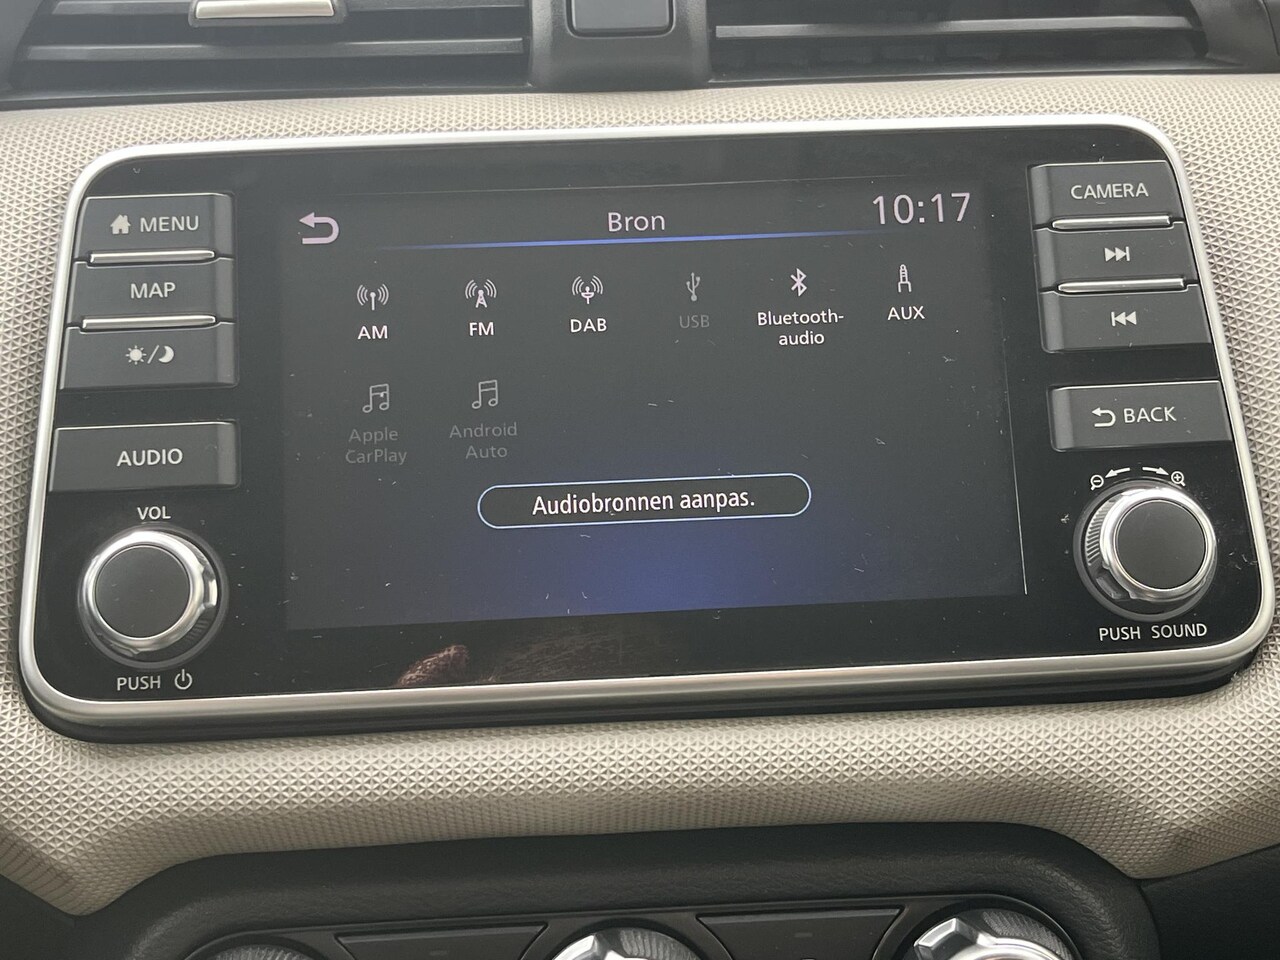 MENU
MAP
AUDIO
VOL
PUSH
Bron
10:17
AM
FM
DAB
USB
Bluetooth-
audio
AUX
Apple
CarPlay
Android
Auto
Audiobronnen aanpas.
CAMERA
BACK
PUSH SOUND